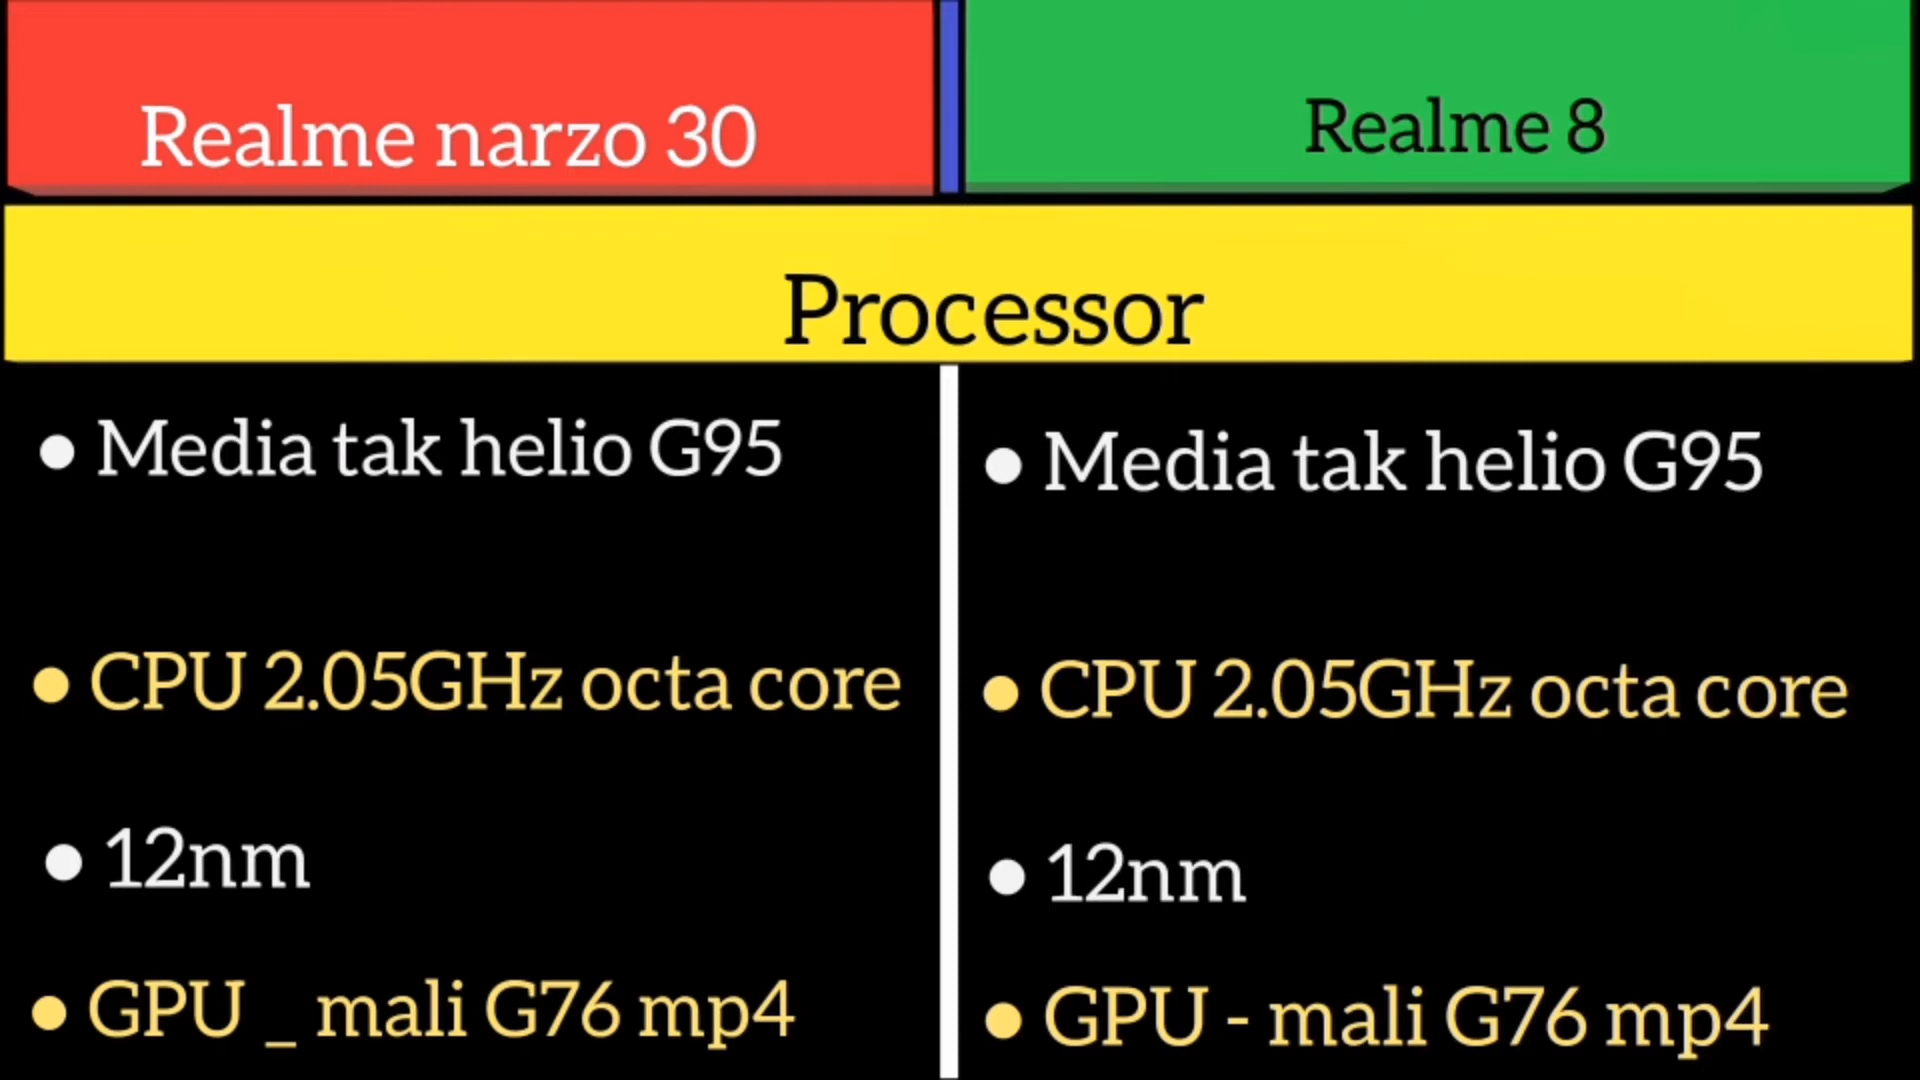 Realme narzo 30
Realme 8
Processor
• Media tak helio G95
• Media tak helio G95
• CPU 2.05GHz octa core
• CPU 2.05GHz octa core
• 12nm
• 12nm
• GPU _ mali G76 mp4
• GPU - mali G76 mp4